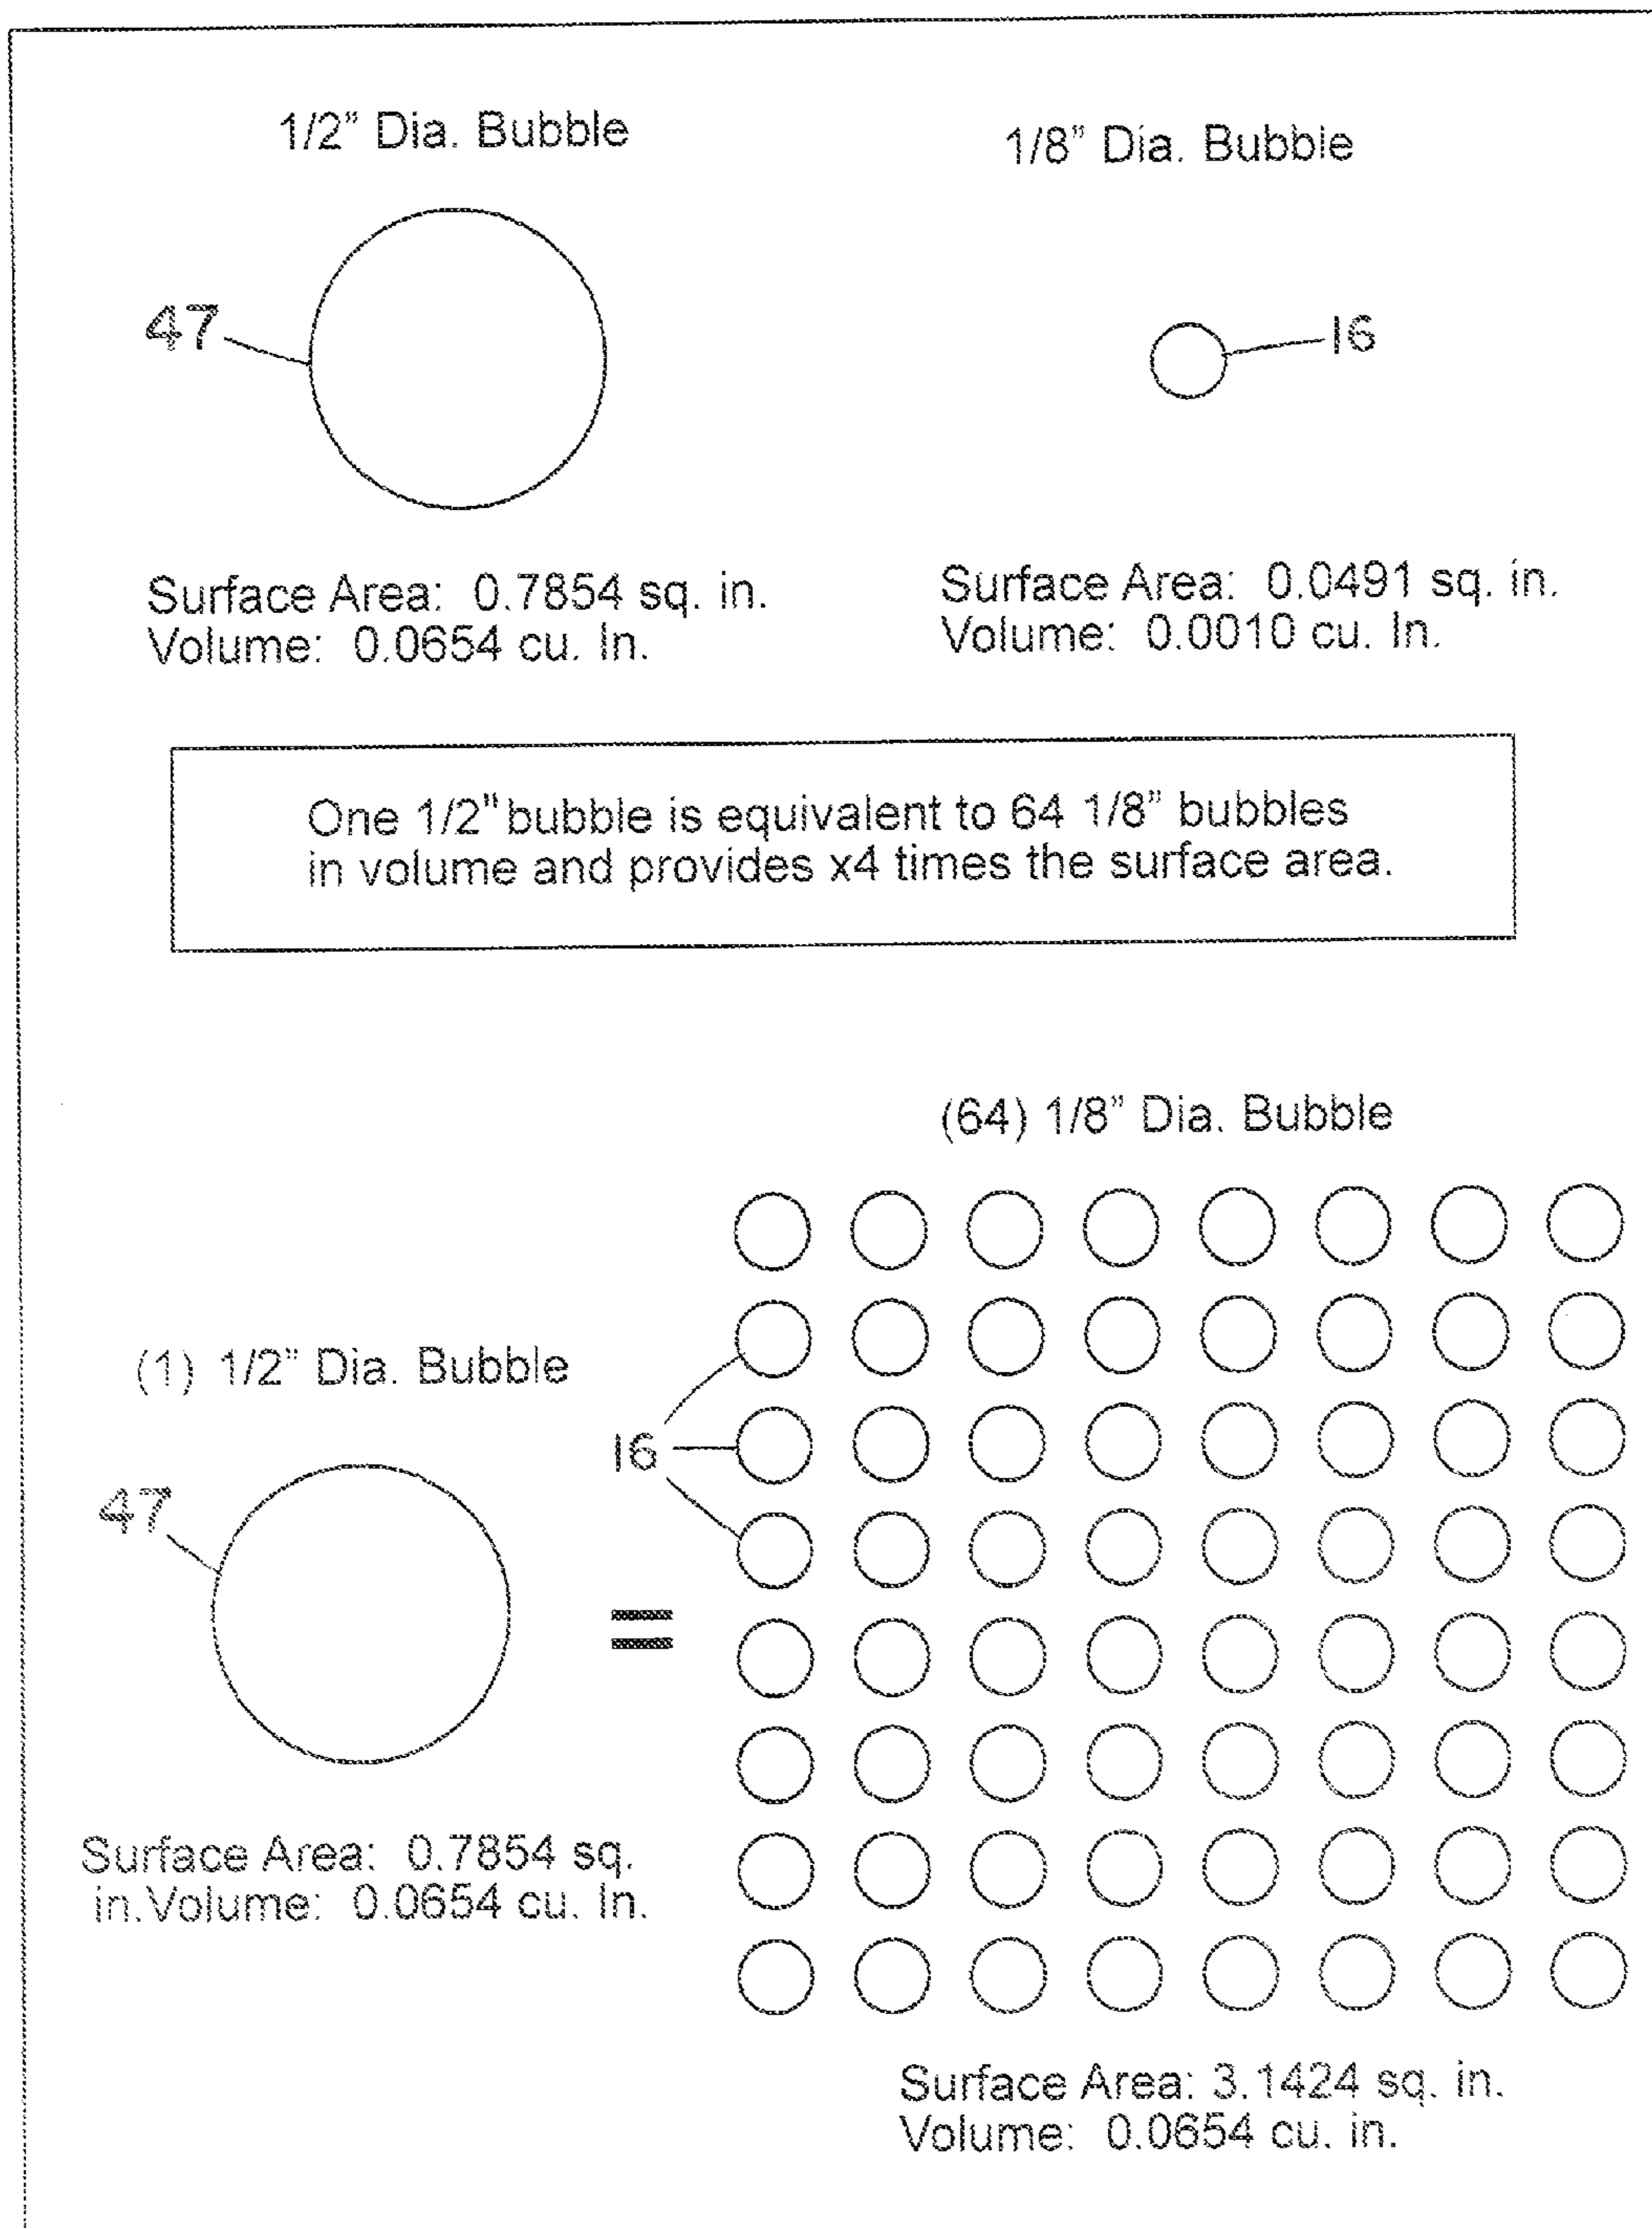 1/2” Dia. Bubble
1/8” Dia. Bubble
47
16
Surface Area: 0.7854 sq. in.
Volume: 0.0654 cu. In.
Surface Area: 0.0491 sq. in.
Volume: 0.0010 cu. In.
One 1/2" bubble is equivalent to 64 1/8” bubbles
in volume and provides x4 times the surface area.
(64) 1/8” Dia. Bubble
(1) 1/2” Dia. Bubble
16
47
=
Surface Area: 0.7854 sq.
in.Volume: 0.0654 cu. In.
Surface Area: 3.1424 sq. in.
Volume: 0.0654 cu. in.